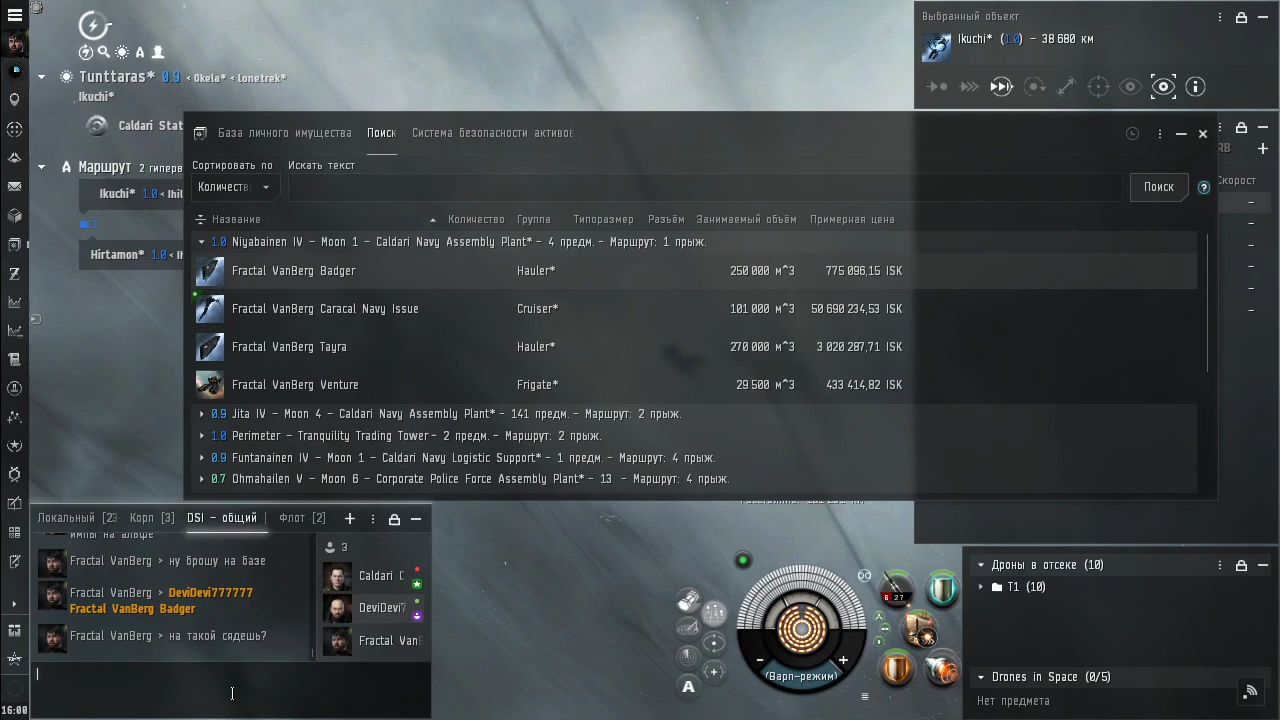 Tunttaras* 0.9 < Okela* < Lonetrek*
Ikuchi*
Caldari Stat
Маршрут 2 гиперв
Ikuchi* 1.0 < Ihil
Hirtamon* 1.0 < Ih
16:00
Выбранный объект
Ikuchi* (1.0) - 38 680 км
RB
Скорост
–
–
–
–
–
–
База личного имущества Поиск Система безопасности активов
Сортировать по Искать текст
Количеств Поиск
Название Количество Группа Типоразмер Разъём Занимаемый объём Примерная цена
1.0 Niyabainen IV - Moon 1 - Caldari Navy Assembly Plant* - 4 предм. - Маршрут: 1 прыж.
Fractal VanBerg Badger Hauler* 250 000 м^3 775 096,15 ISK
Fractal VanBerg Caracal Navy Issue Cruiser* 101 000 м^3 50 690 234,53 ISK
Fractal VanBerg Tayra Hauler* 270 000 м^3 3 020 287,71 ISK
Fractal VanBerg Venture Frigate* 29 500 м^3 433 414,82 ISK
0.9 Jita IV - Moon 4 - Caldari Navy Assembly Plant* - 141 предм. - Маршрут: 2 прыж.
1.0 Perimeter - Tranquility Trading Tower - 2 предм. - Маршрут: 2 прыж.
0.9 Funtanainen IV - Moon 1 - Caldari Navy Logistic Support* - 1 предм. - Маршрут: 4 прыж.
0.7 Ohmahailen V - Moon 6 - Corporate Police Force Assembly Plant* - 13 - Маршрут: 4 прыж.
Локальный [23 Корп [3] DSI - общий [ Флот [2]
импы на альфе
Fractal VanBerg > ну брошу на базе
Fractal VanBerg > DeviDevi777777
Fractal VanBerg Badger
Fractal VanBerg > на такой сядешь?
3
Caldari C
DeviDevi7
Fractal VanB
6 27
(Варп-режим)
A
Дроны в отсеке (10)
T1 (10)
Drones in Space (0/5)
Нет предмета